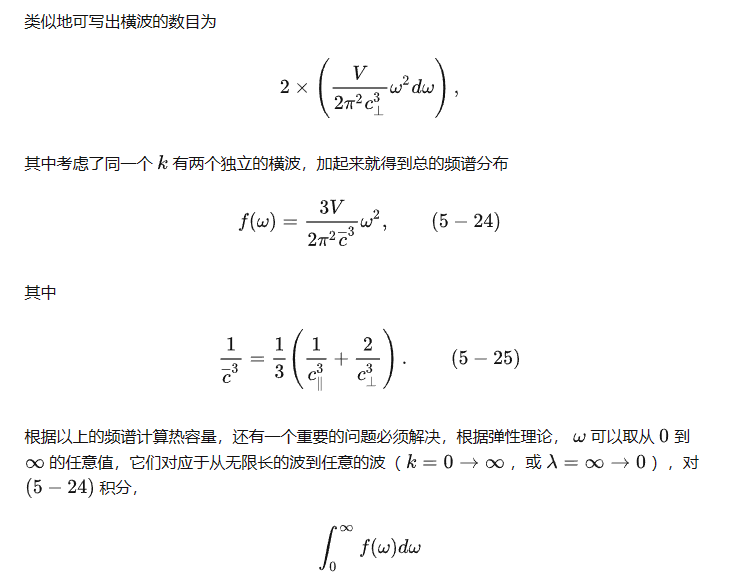 类似地可写出横波的数目为
$$2 \times \left( \frac{V}{2\pi^2 c_{\perp}^3} \omega^2 d\omega \right),$$
其中考虑了同一个 $k$ 有两个独立的横波，加起来就得到总的频谱分布
$$f(\omega) = \frac{3V}{2\pi^2 \bar{c}^3} \omega^2, \qquad (5-24)$$
其中
$$\frac{1}{\bar{c}^3} = \frac{1}{3} \left( \frac{1}{c_{\parallel}^3} + \frac{2}{c_{\perp}^3} \right). \qquad (5-25)$$
根据以上的频谱计算热容量，还有一个重要的问题必须解决，根据弹性理论， $\omega$ 可以取从 $0$ 到
$\infty$ 的任意值，它们对应于从无限长的波到任意的波（ $k = 0 \to \infty$ ，或 $\lambda = \infty \to 0$ ），对
$(5-24)$ 积分，
$$\int_0^{\infty} f(\omega) d\omega$$